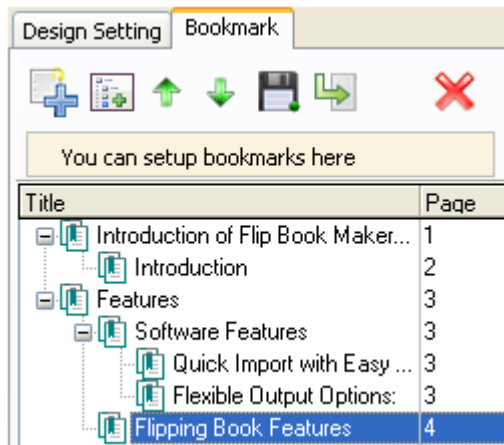 Design Setting Bookmark
You can setup bookmarks here
Title Page
Introduction of Flip Book Maker... 1
Introduction 2
Features 3
Software Features 3
Quick Import with Easy ... 3
Flexible Output Options: 3
Flipping Book Features 4